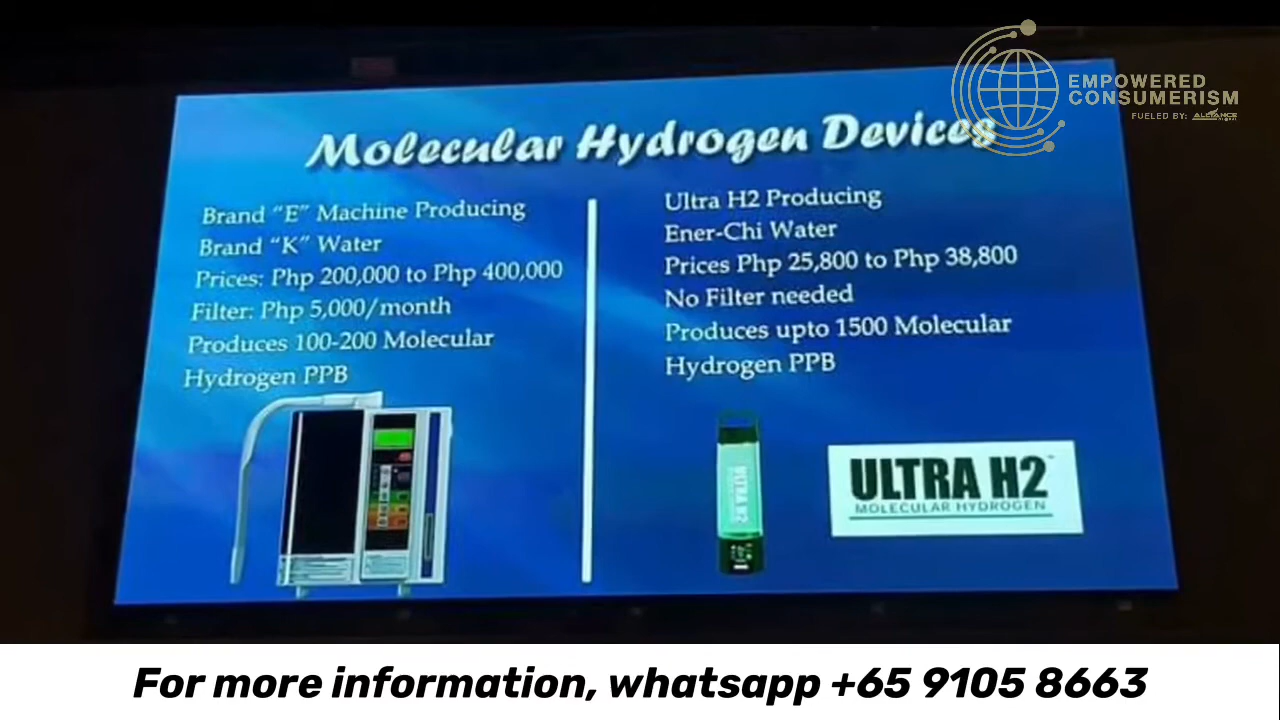 EMPOWERED
CONSUMERISM
FUELED BY: ALLIANCE
Molecular Hydrogen Devices
Brand “E” Machine Producing
Brand “K” Water
Prices: Php 200,000 to Php 400,000
Filter: Php 5,000/month
Produces 100-200 Molecular
Hydrogen PPB
Ultra H2 Producing
Ener-Chi Water
Prices Php 25,800 to Php 38,800
No Filter needed
Produces upto 1500 Molecular
Hydrogen PPB
ULTRA H2
ULTRA H2™
MOLECULAR HYDROGEN
For more information, whatsapp +65 9105 8663